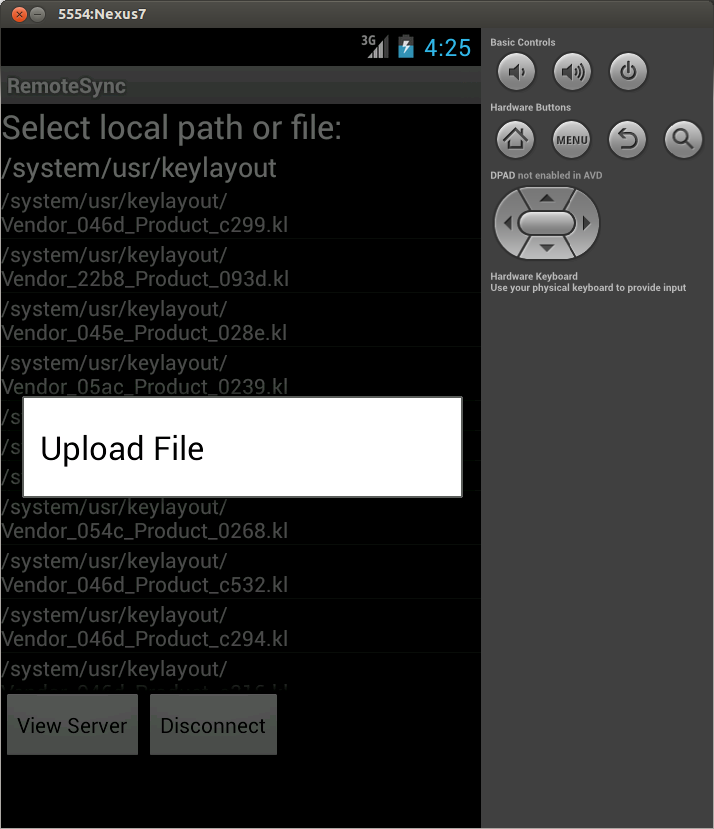 5554:Nexus7
3G
4:25
RemoteSync
Select local path or file:
/system/usr/keylayout
/system/usr/keylayout/
Vendor_046d_Product_c299.kl
/system/usr/keylayout/
Vendor_22b8_Product_093d.kl
/system/usr/keylayout/
Vendor_045e_Product_028e.kl
/system/usr/keylayout/
Vendor_05ac_Product_0239.kl
/s
/s
/s
Upload File
/system/usr/keylayout/
Vendor_054c_Product_0268.kl
/system/usr/keylayout/
Vendor_046d_Product_c532.kl
/system/usr/keylayout/
Vendor_046d_Product_c294.kl
/system/usr/keylayout/
View Server
Disconnect
Basic Controls
Hardware Buttons
MENU
DPAD not enabled in AVD
Hardware Keyboard
Use your physical keyboard to provide input